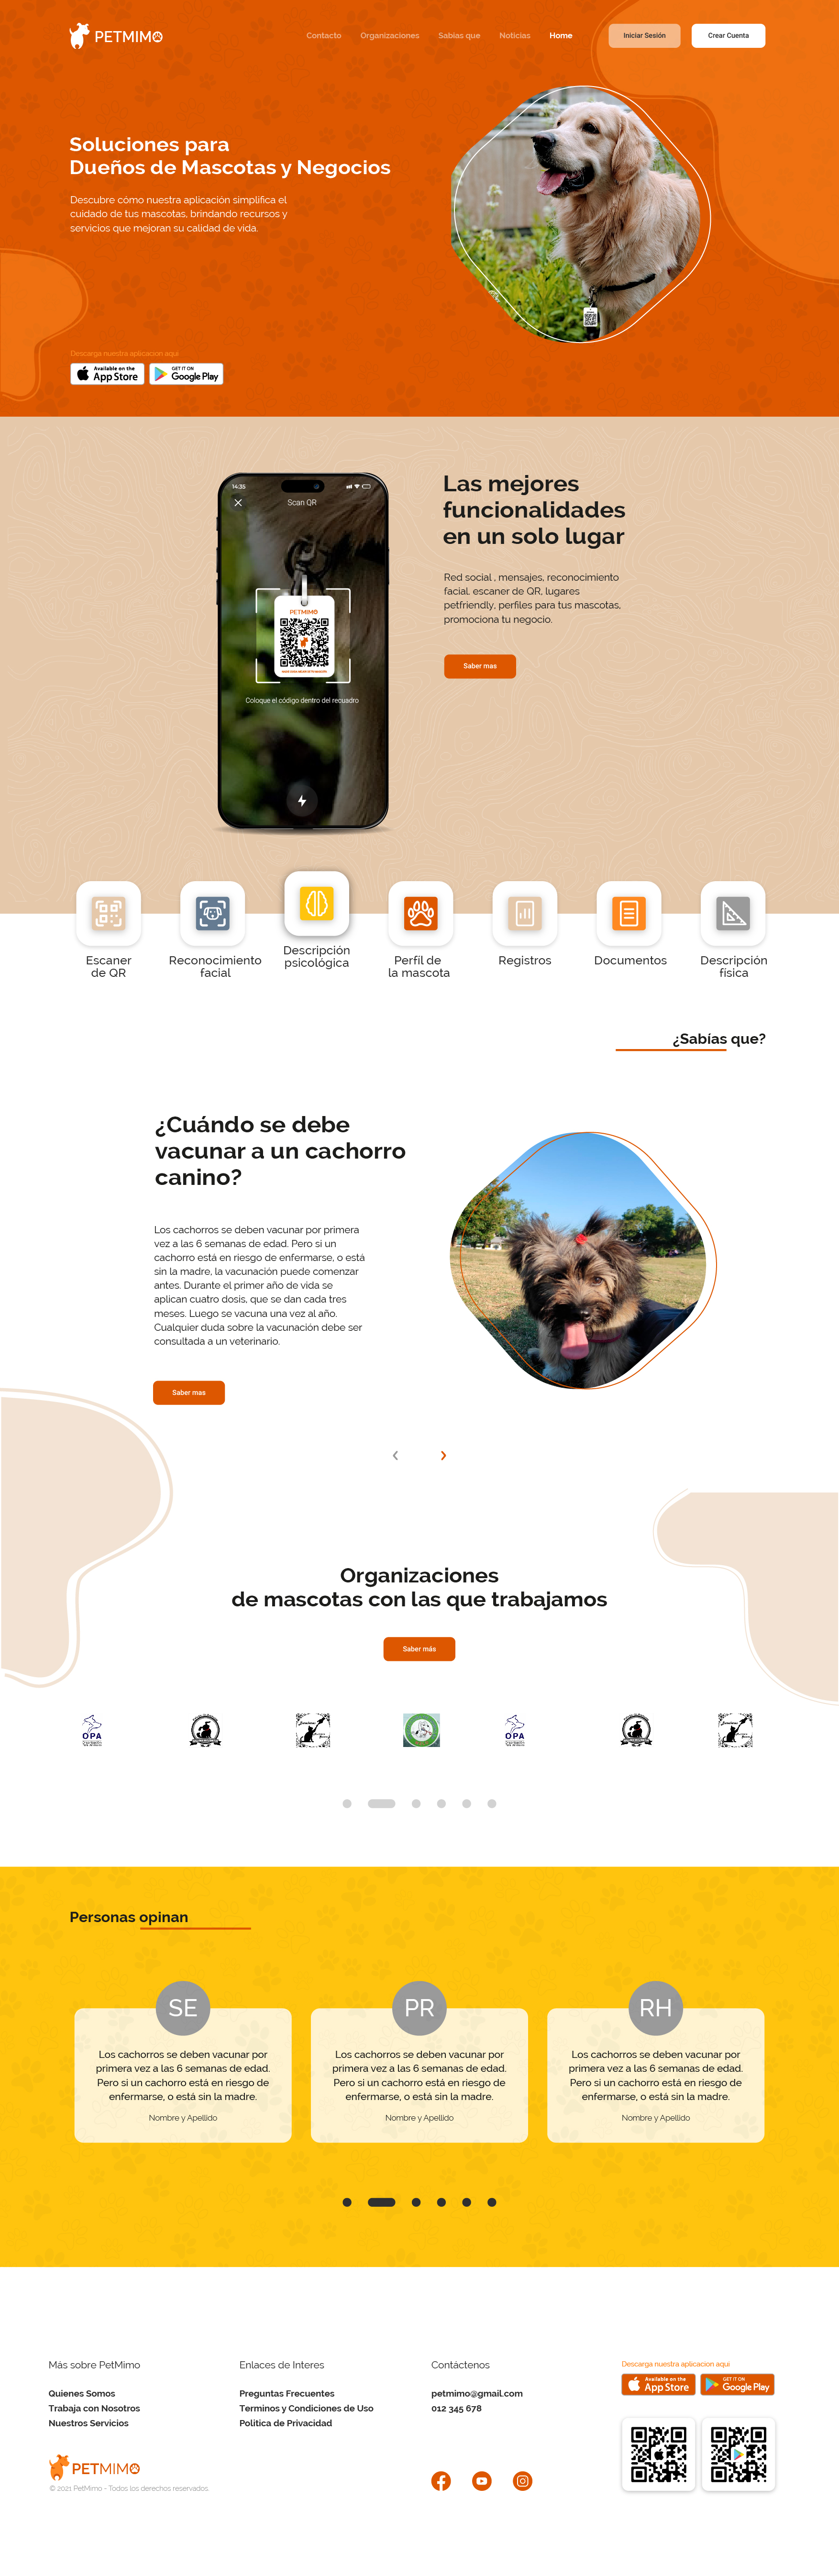 PETMIMO
Contacto
Organizaciones
Sabias que
Noticias
Home
Iniciar Sesión
Crear Cuenta
Soluciones para
Dueños de Mascotas y Negocios
Descubre cómo nuestra aplicación simplifica el
cuidado de tus mascotas, brindando recursos y
servicios que mejoran su calidad de vida.
Descarga nuestra aplicacion aqui
Available on the
App Store
GET IT ON
Google Play
14:35
Scan QR
PETMIMO
Coloque el código dentro del recuadro
Las mejores
funcionalidades
en un solo lugar
Red social , mensajes, reconocimiento
facial. escaner de QR, lugares
petfriendly, perfiles para tus mascotas,
promociona tu negocio.
Saber mas
Escaner
de QR
Reconocimiento
facial
Descripción
psicológica
Perfil de
la mascota
Registros
Documentos
Descripción
física
¿Sabías que?
¿Cuándo se debe
vacunar a un cachorro
canino?
Los cachorros se deben vacunar por primera
vez a las 6 semanas de edad. Pero si un
cachorro está en riesgo de enfermarse, o está
sin la madre, la vacunación puede comenzar
antes. Durante el primer año de vida se
aplican cuatro dosis, que se dan cada tres
meses. Luego se vacuna una vez al año.
Cualquier duda sobre la vacunación debe ser
consultada a un veterinario.
Saber mas
Organizaciones
de mascotas con las que trabajamos
Saber más
OPA
OPA
Personas opinan
SE
Los cachorros se deben vacunar por
primera vez a las 6 semanas de edad.
Pero si un cachorro está en riesgo de
enfermarse, o está sin la madre.
Nombre y Apellido
PR
Los cachorros se deben vacunar por
primera vez a las 6 semanas de edad.
Pero si un cachorro está en riesgo de
enfermarse, o está sin la madre.
Nombre y Apellido
RH
Los cachorros se deben vacunar por
primera vez a las 6 semanas de edad.
Pero si un cachorro está en riesgo de
enfermarse, o está sin la madre.
Nombre y Apellido
Más sobre PetMimo
Quienes Somos
Trabaja con Nosotros
Nuestros Servicios
PETMIMO
© 2021 PetMimo - Todos los derechos reservados.
Enlaces de Interes
Preguntas Frecuentes
Terminos y Condiciones de Uso
Politica de Privacidad
Contáctenos
petmimo@gmail.com
012 345 678
Descarga nuestra aplicacion aqui
Available on the
App Store
GET IT ON
Google Play